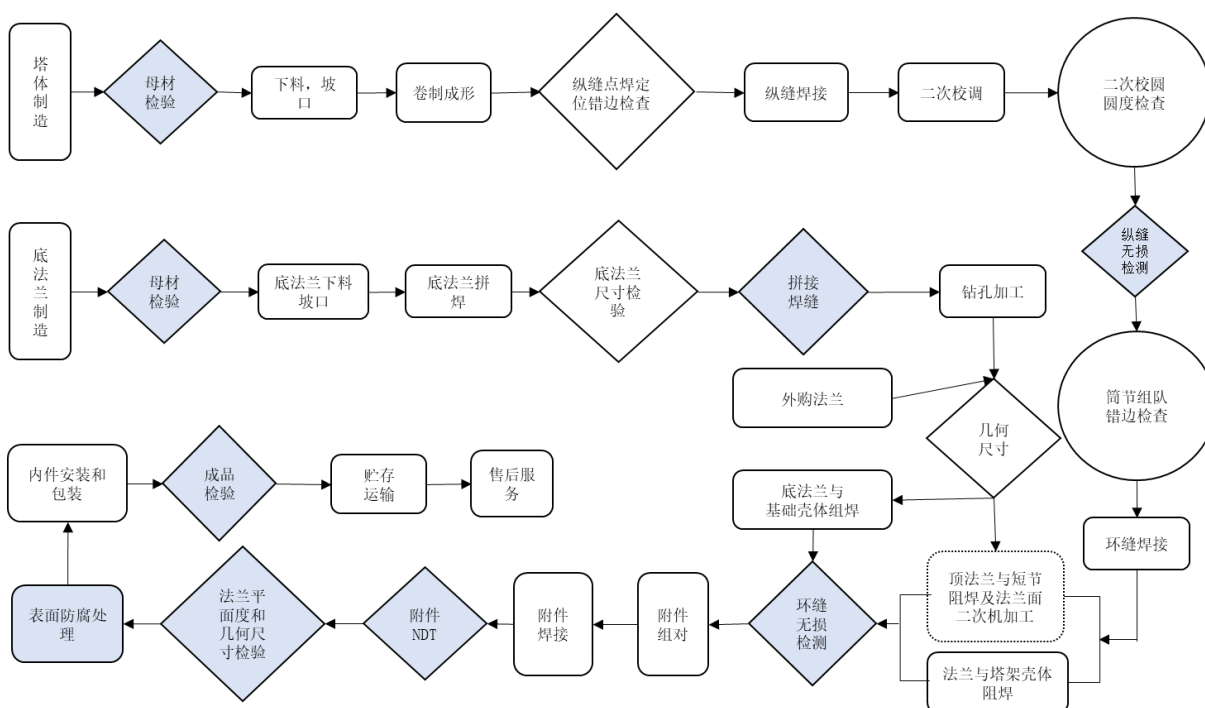 塔
体
制
造
母材
检验
下料，坡
口
卷制成形
纵缝点焊定
位错边检查
纵缝焊接
二次校调
二次校圆
圆度检查
纵缝
无损
检测
底
法
兰
制
造
母材
检验
底法兰下料
坡口
底法兰拼
焊
底法兰
尺寸检
验
拼接
焊缝
钻孔加工
外购法兰
几何
尺寸
筒节组队
错边检查
内件安装和
包装
成品
检验
贮存
运输
售后服
务
底法兰与
基础壳体组焊
环缝焊接
表面防腐处
理
法兰平
面度和
几何尺
寸检验
附件
NDT
附件
焊接
附件
组对
环缝
无损
检测
顶法兰与短节
阻焊及法兰面
二次机加工
法兰与塔架壳体
阻焊